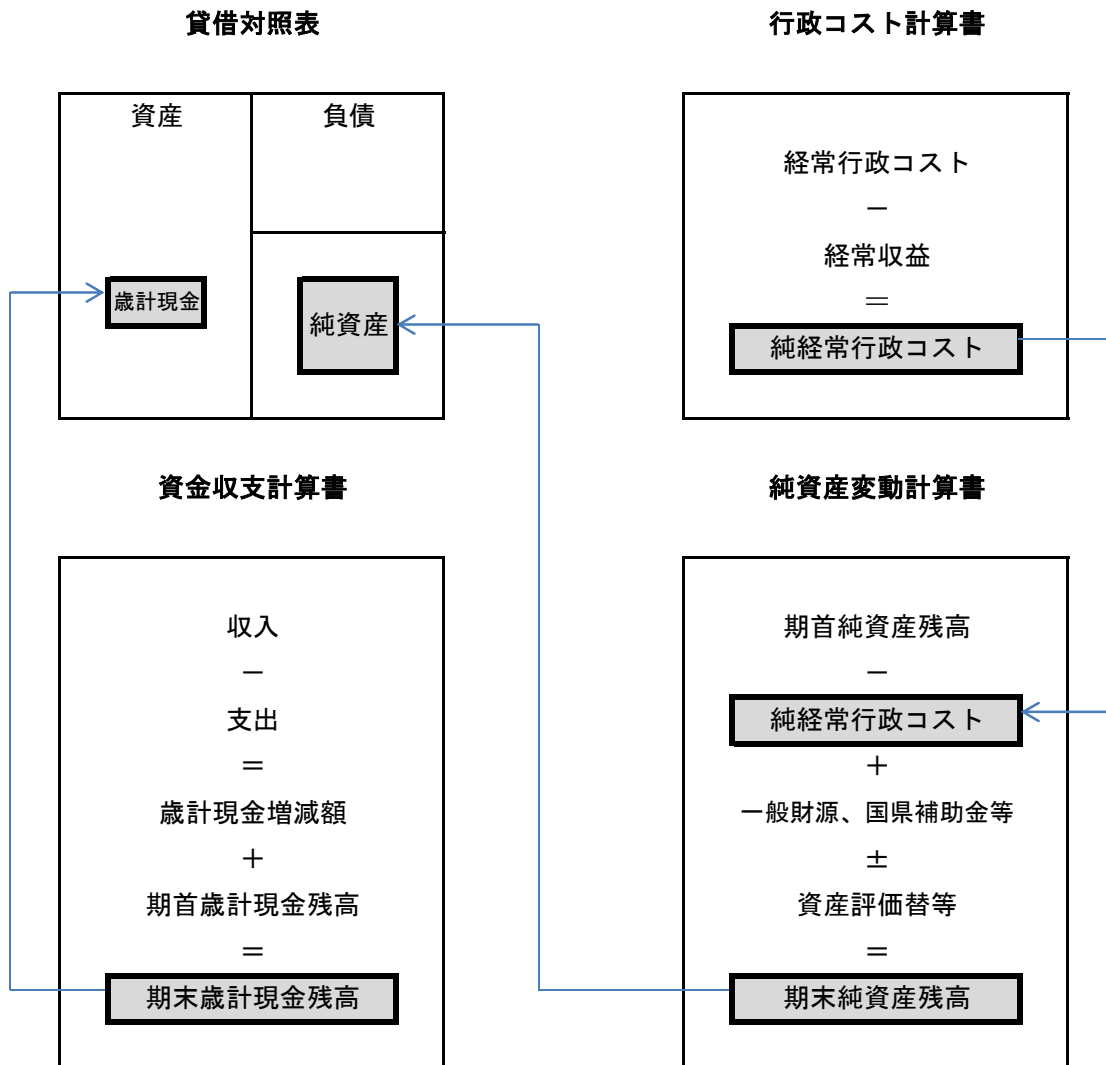 貸借対照表
資産
負債
歳計現金
純資産
行政コスト計算書
経常行政コスト
－
経常収益
＝
純経常行政コスト
資金収支計算書
収入
－
支出
＝
歳計現金増減額
＋
期首歳計現金残高
＝
期末歳計現金残高
純資産変動計算書
期首純資産残高
－
純経常行政コスト
＋
一般財源、国県補助金等
±
資産評価替等
＝
期末純資産残高